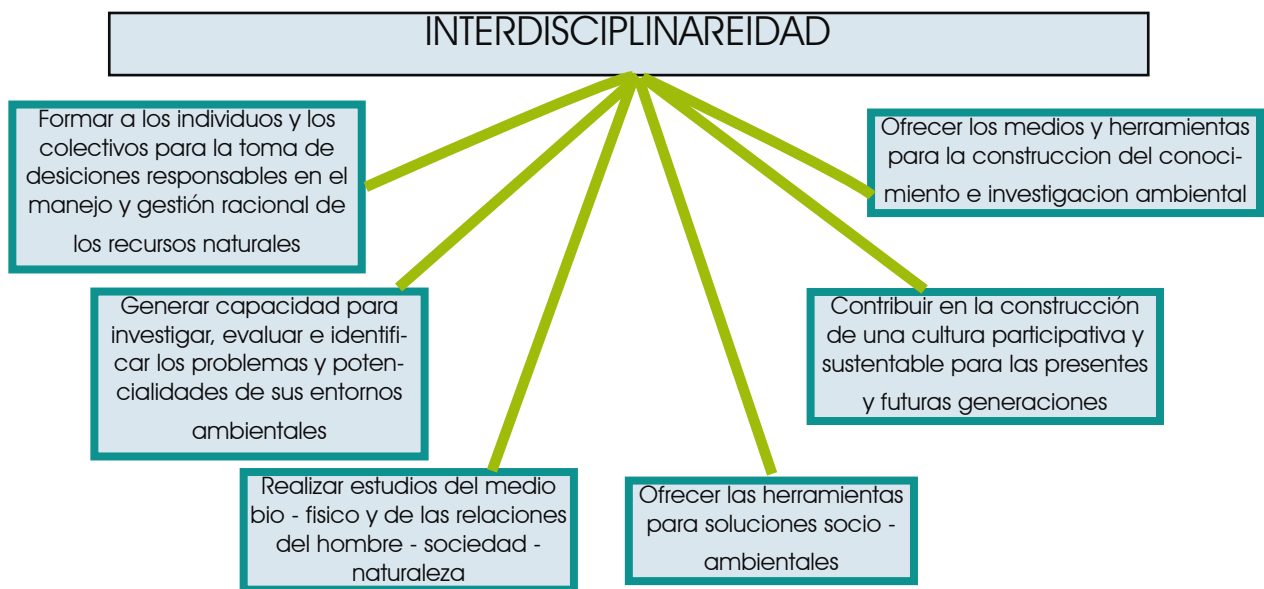 INTERDISCIPLINAREIDAD
Formar a los individuos y los
colectivos para la toma de
desiciones responsables en el
manejo y gestión racional de
los recursos naturales
Ofrecer los medios y herramientas
para la construccion del conoci-
miento e investigacion ambiental
Generar capacidad para
investigar, evaluar e identifi-
car los problemas y poten-
cialidades de sus entornos
ambientales
Contribuir en la construcción
de una cultura participativa y
sustentable para las presentes
y futuras generaciones
Realizar estudios del medio
bio - fisico y de las relaciones
del hombre - sociedad -
naturaleza
Ofrecer las herramientas
para soluciones socio -
ambientales